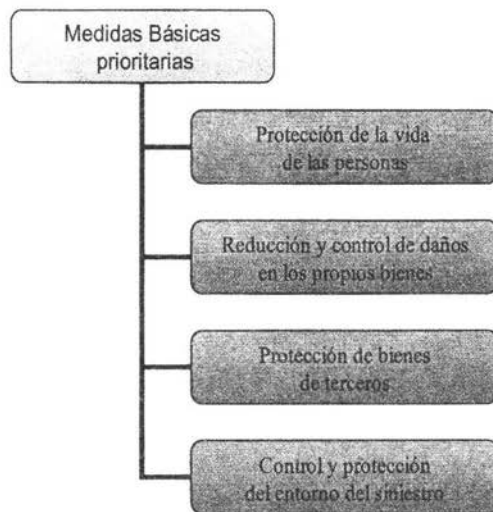 Medidas Básicas
prioritarias
Protección de la vida
de las personas
Reducción y control de daños
en los propios bienes
Protección de bienes
de terceros
Control y protección
del entorno del siniestro